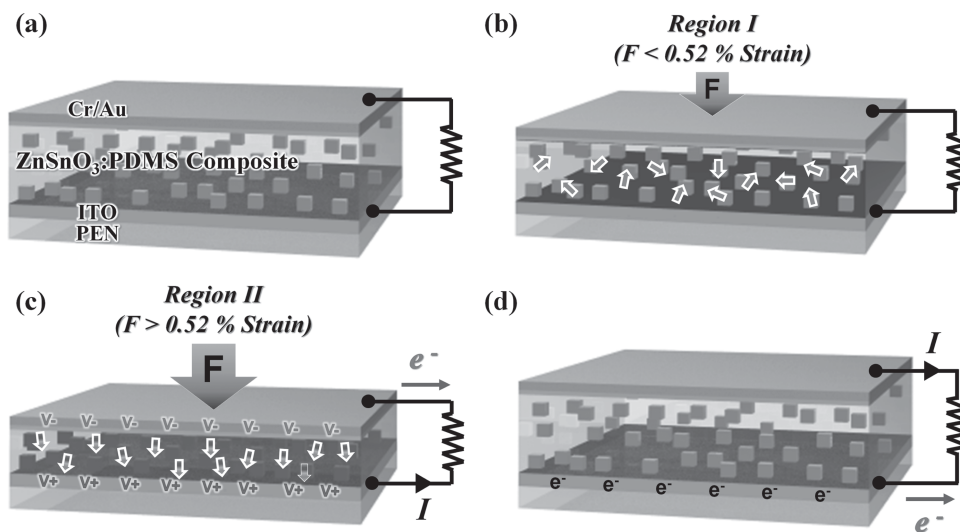 (a)
Cr/Au
ZnSnO₃:PDMS Composite
ITO
PEN
(b)
Region I
(F < 0.52 % Strain)
F
(c)
Region II
(F > 0.52 % Strain)
F
e⁻
V- V- V- V- V- V- V- V-
V+ V+ V+ V+ V+ V+ V+ V+
I
(d)
I
e⁻ e⁻ e⁻ e⁻ e⁻ e⁻
e⁻